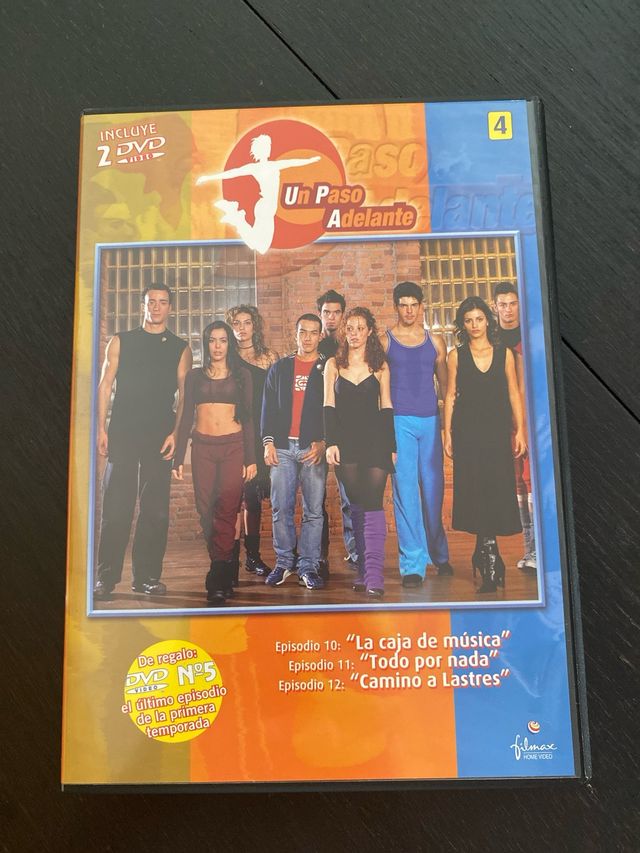 INCLUYE
2 DVD
VIDEO
4
Paso
Adelante
Un Paso
Adelante
Episodio 10: "La caja de música"
Episodio 11: "Todo por nada"
Episodio 12: "Camino a Lastres"
De regalo:
DVD Nº5
VIDEO
el último episodio
de la primera
temporada
filmax
HOME VIDEO